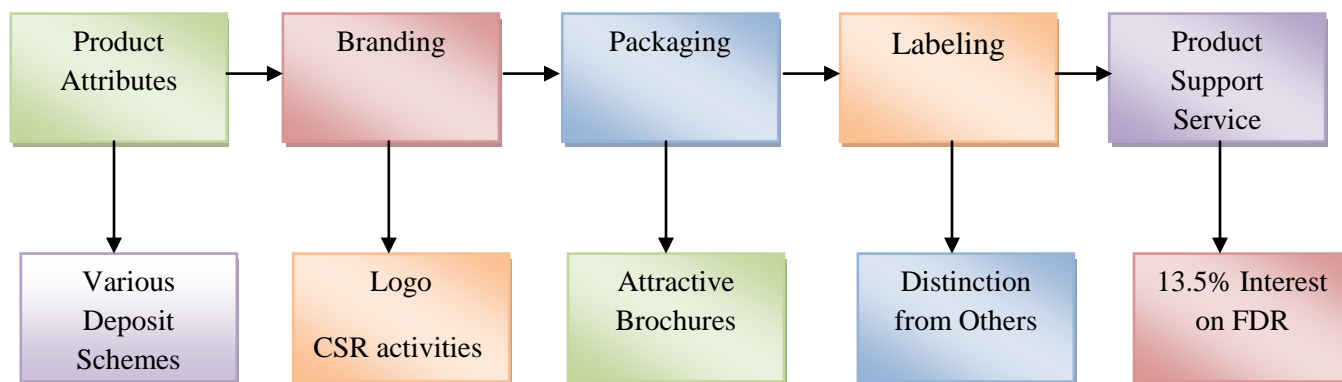 Product
Attributes
Branding
Packaging
Labeling
Product
Support
Service
Various
Deposit
Schemes
Logo
CSR activities
Attractive
Brochures
Distinction
from Others
13.5% Interest
on FDR